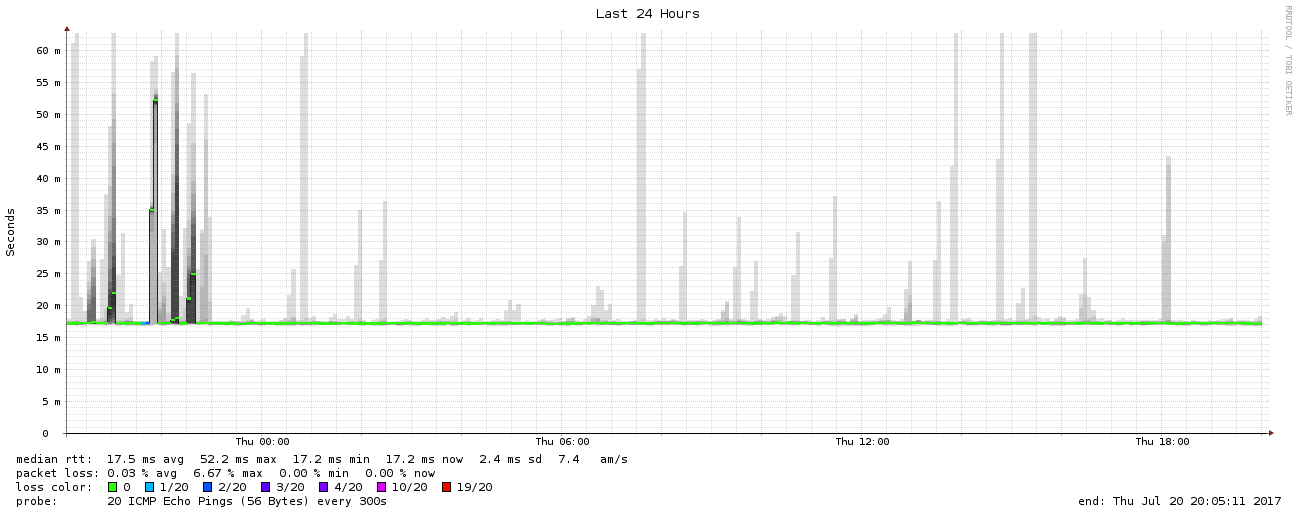 Last 24 Hours
RRDTOOL / TOBI OETIKER
Seconds
60 m
55 m
50 m
45 m
40 m
35 m
30 m
25 m
20 m
15 m
10 m
5 m
0
Thu 00:00 Thu 06:00 Thu 12:00 Thu 18:00
median rtt: 17.5 ms avg 52.2 ms max 17.2 ms min 17.2 ms now 2.4 ms sd 7.4 am/s
packet loss: 0.03 % avg 6.67 % max 0.00 % min 0.00 % now
loss color: 0 1/20 2/20 3/20 4/20 10/20 19/20
probe: 20 ICMP Echo Pings (56 Bytes) every 300s end: Thu Jul 20 20:05:11 2017